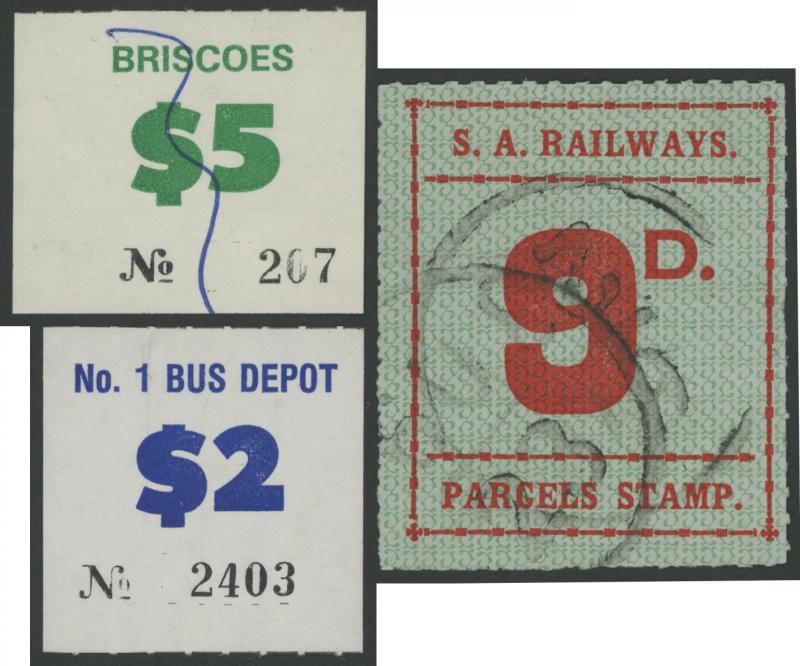 BRISCOES
$5
No 207
No. 1 BUS DEPOT
$2
No 2403
S. A. RAILWAYS.
9D.
PARCELS STAMP.